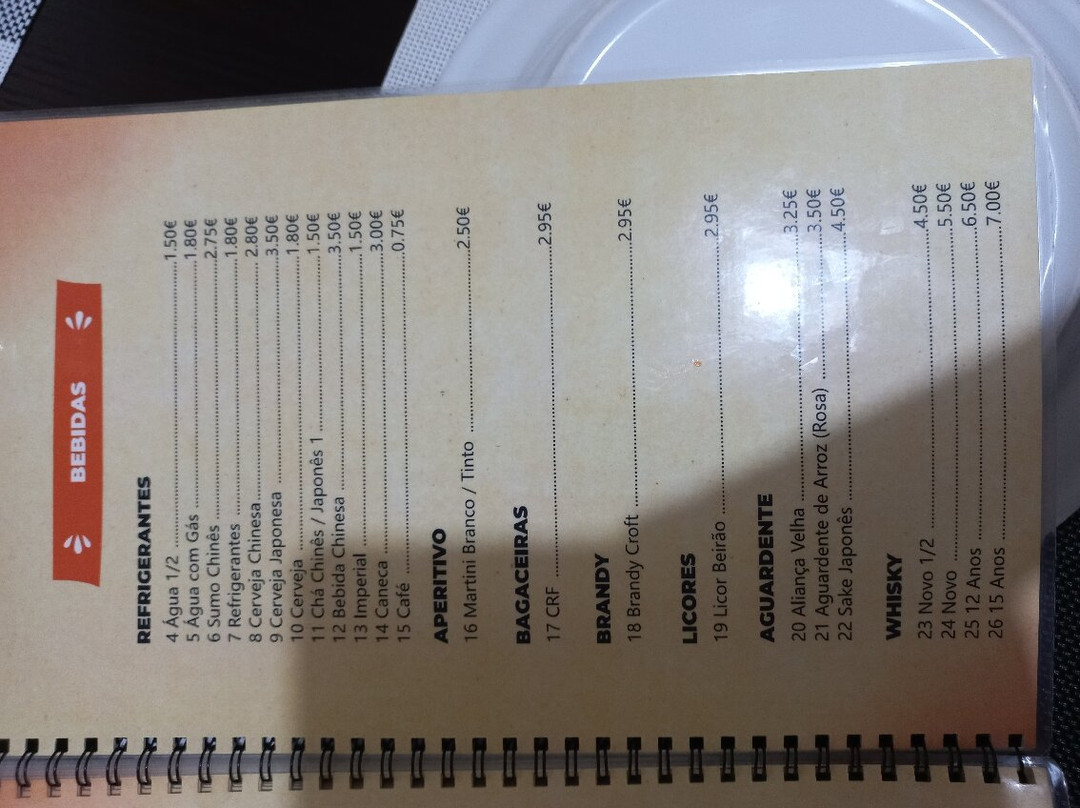 BEBIDAS
REFRIGERANTES
4 Água 1/2 ........ 1.50€
5 Água com Gás ........ 1.80€
6 Sumo Chinês ........ 2.75€
7 Refrigerantes ........ 1.80€
8 Cerveja Chinesa ........ 2.80€
9 Cerveja Japonesa ........ 3.50€
10 Cerveja ........ 1.80€
11 Chá Chinês / Japonês 1 ........ 1.50€
12 Bebida Chinesa ........ 3.50€
13 Imperial ........ 1.50€
14 Caneca ........ 3.00€
15 Café ........ 0.75€
APERITIVO
16 Martini Branco / Tinto ........ 2.50€
BAGACEIRAS
17 CRF ........ 2.95€
BRANDY
18 Brandy Croft ........ 2.95€
LICORES
19 Licor Beirão ........ 2.95€
AGUARDENTE
20 Aliança Velha ........ 3.25€
21 Aguardente de Arroz (Rosa) ........ 3.50€
22 Sake Japonês ........ 4.50€
WHISKY
23 Novo 1/2 ........ 4.50€
24 Novo ........ 5.50€
25 12 Anos ........ 6.50€
26 15 Anos ........ 7.00€